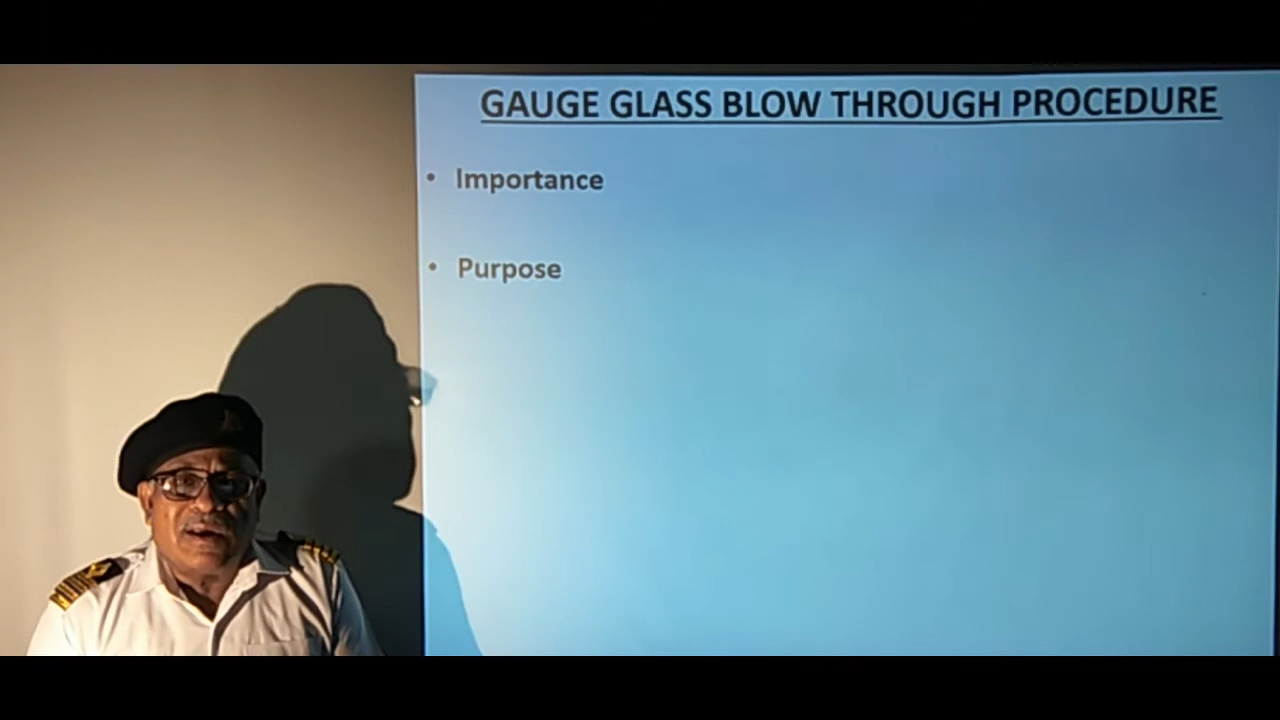 GAUGE GLASS BLOW THROUGH PROCEDURE
• Importance
• Purpose